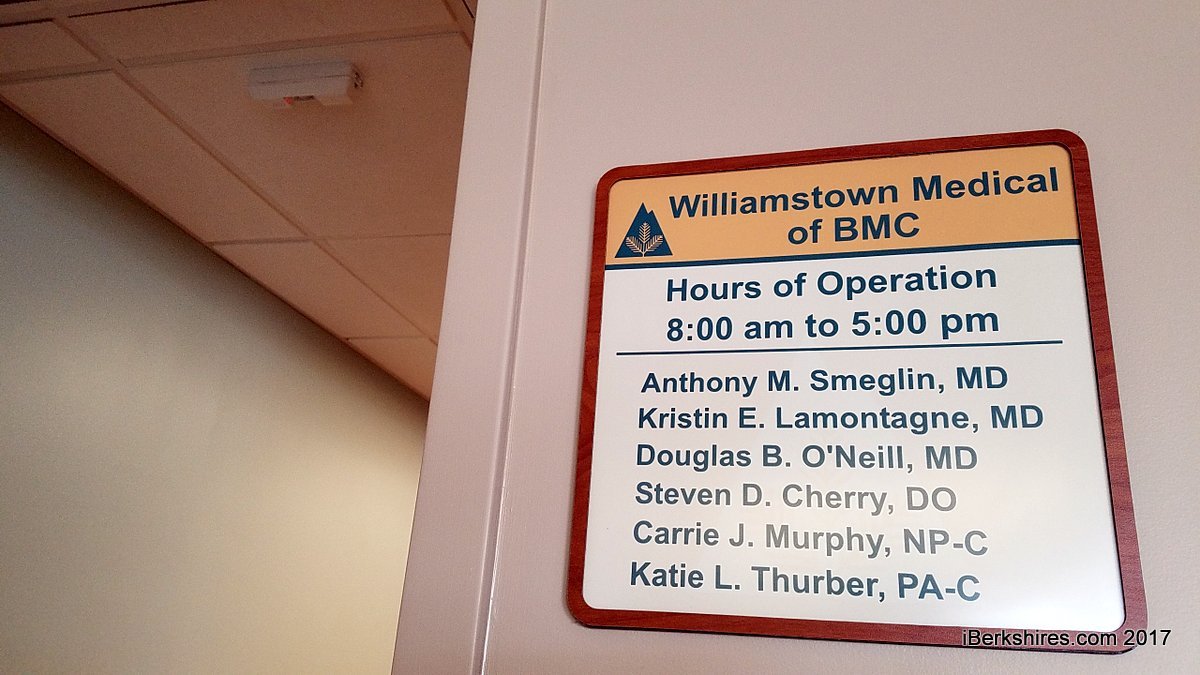 Williamstown Medical
of BMC
Hours of Operation
8:00 am to 5:00 pm
Anthony M. Smeglin, MD
Kristin E. Lamontagne, MD
Douglas B. O'Neill, MD
Steven D. Cherry, DO
Carrie J. Murphy, NP-C
Katie L. Thurber, PA-C
iBerkshires.com 2017